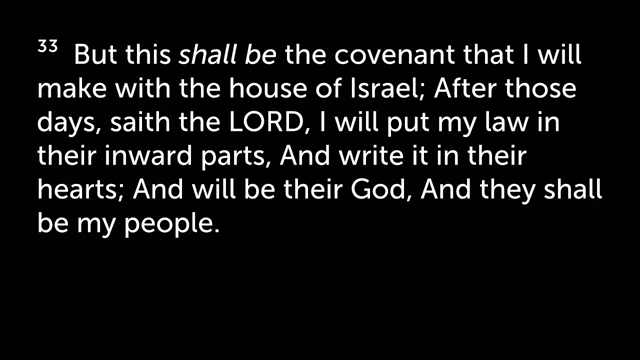 33 But this shall be the covenant that I will
make with the house of Israel; After those
days, saith the LORD, I will put my law in
their inward parts, And write it in their
hearts; And will be their God, And they shall
be my people.